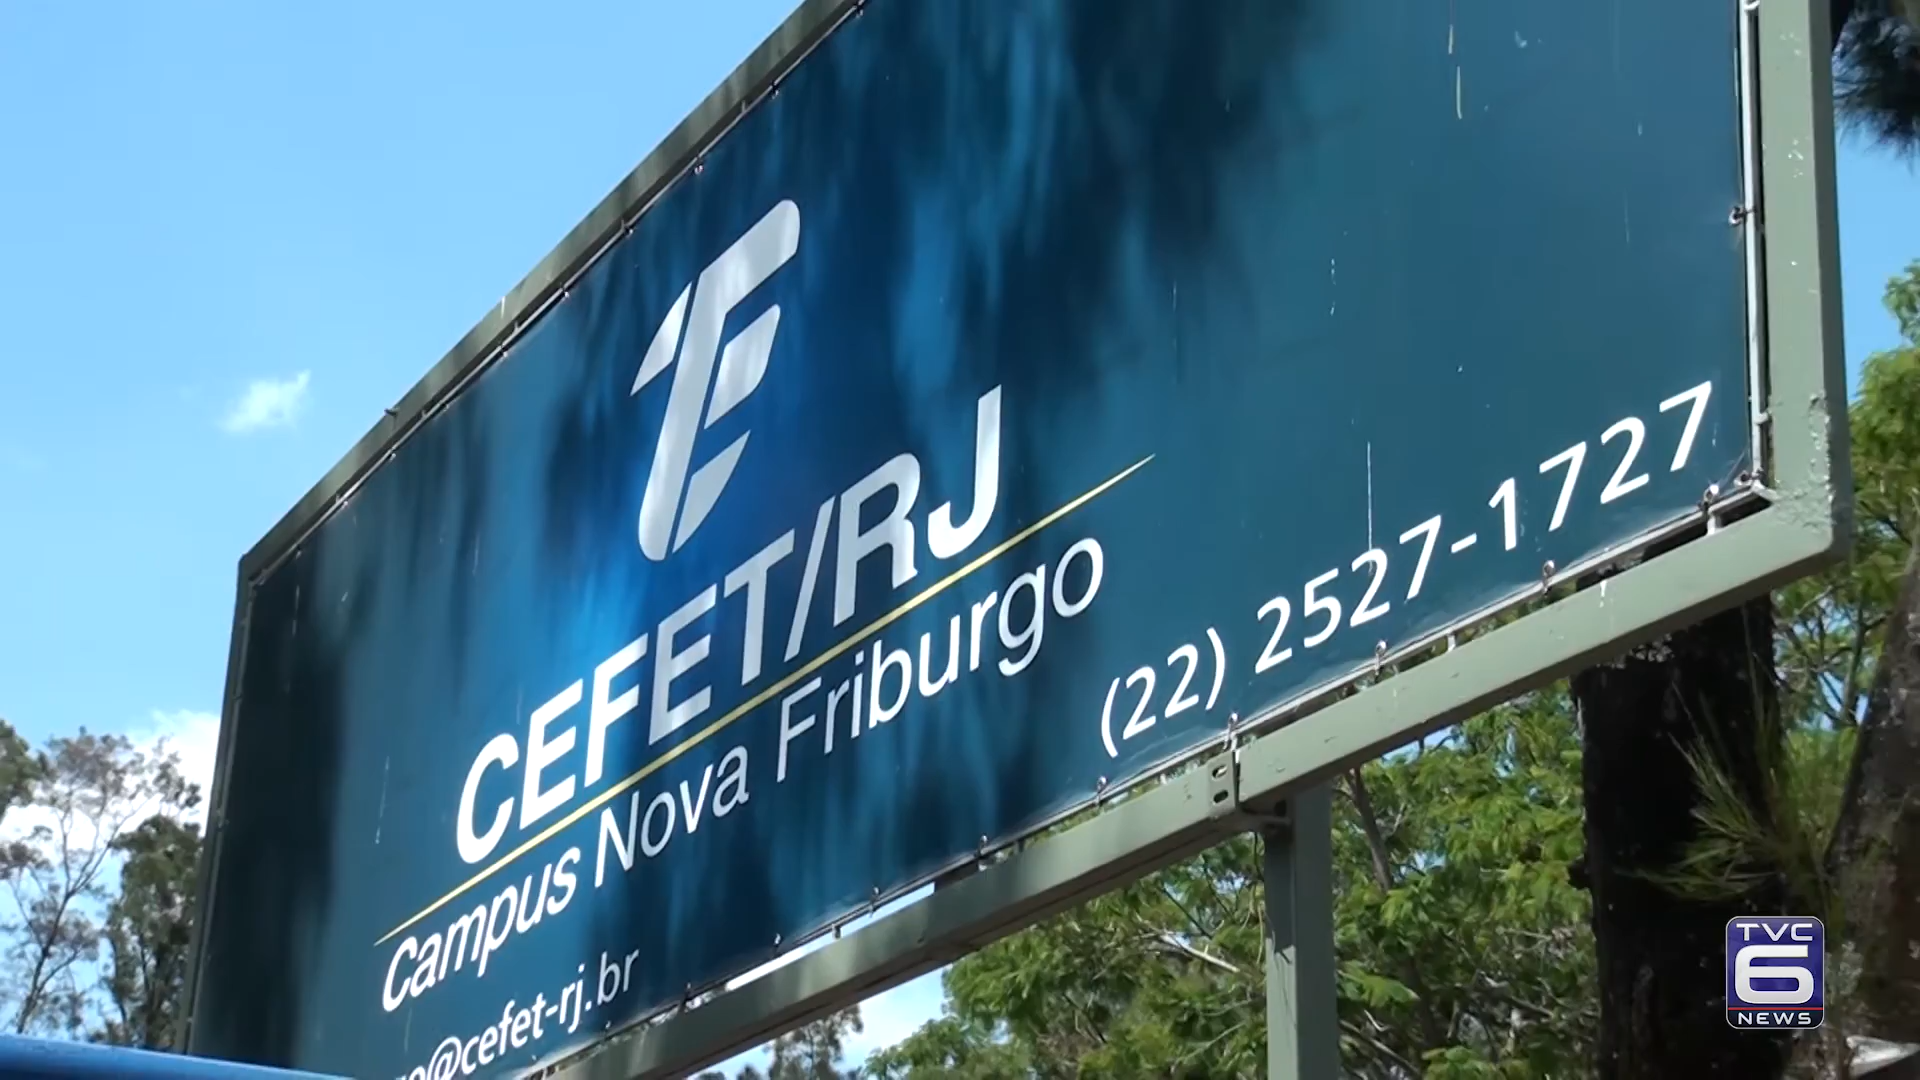 CEFET/RJ
Campus Nova Friburgo
(22) 2527-1727
@cefet-rj.br
TVC
6
NEWS